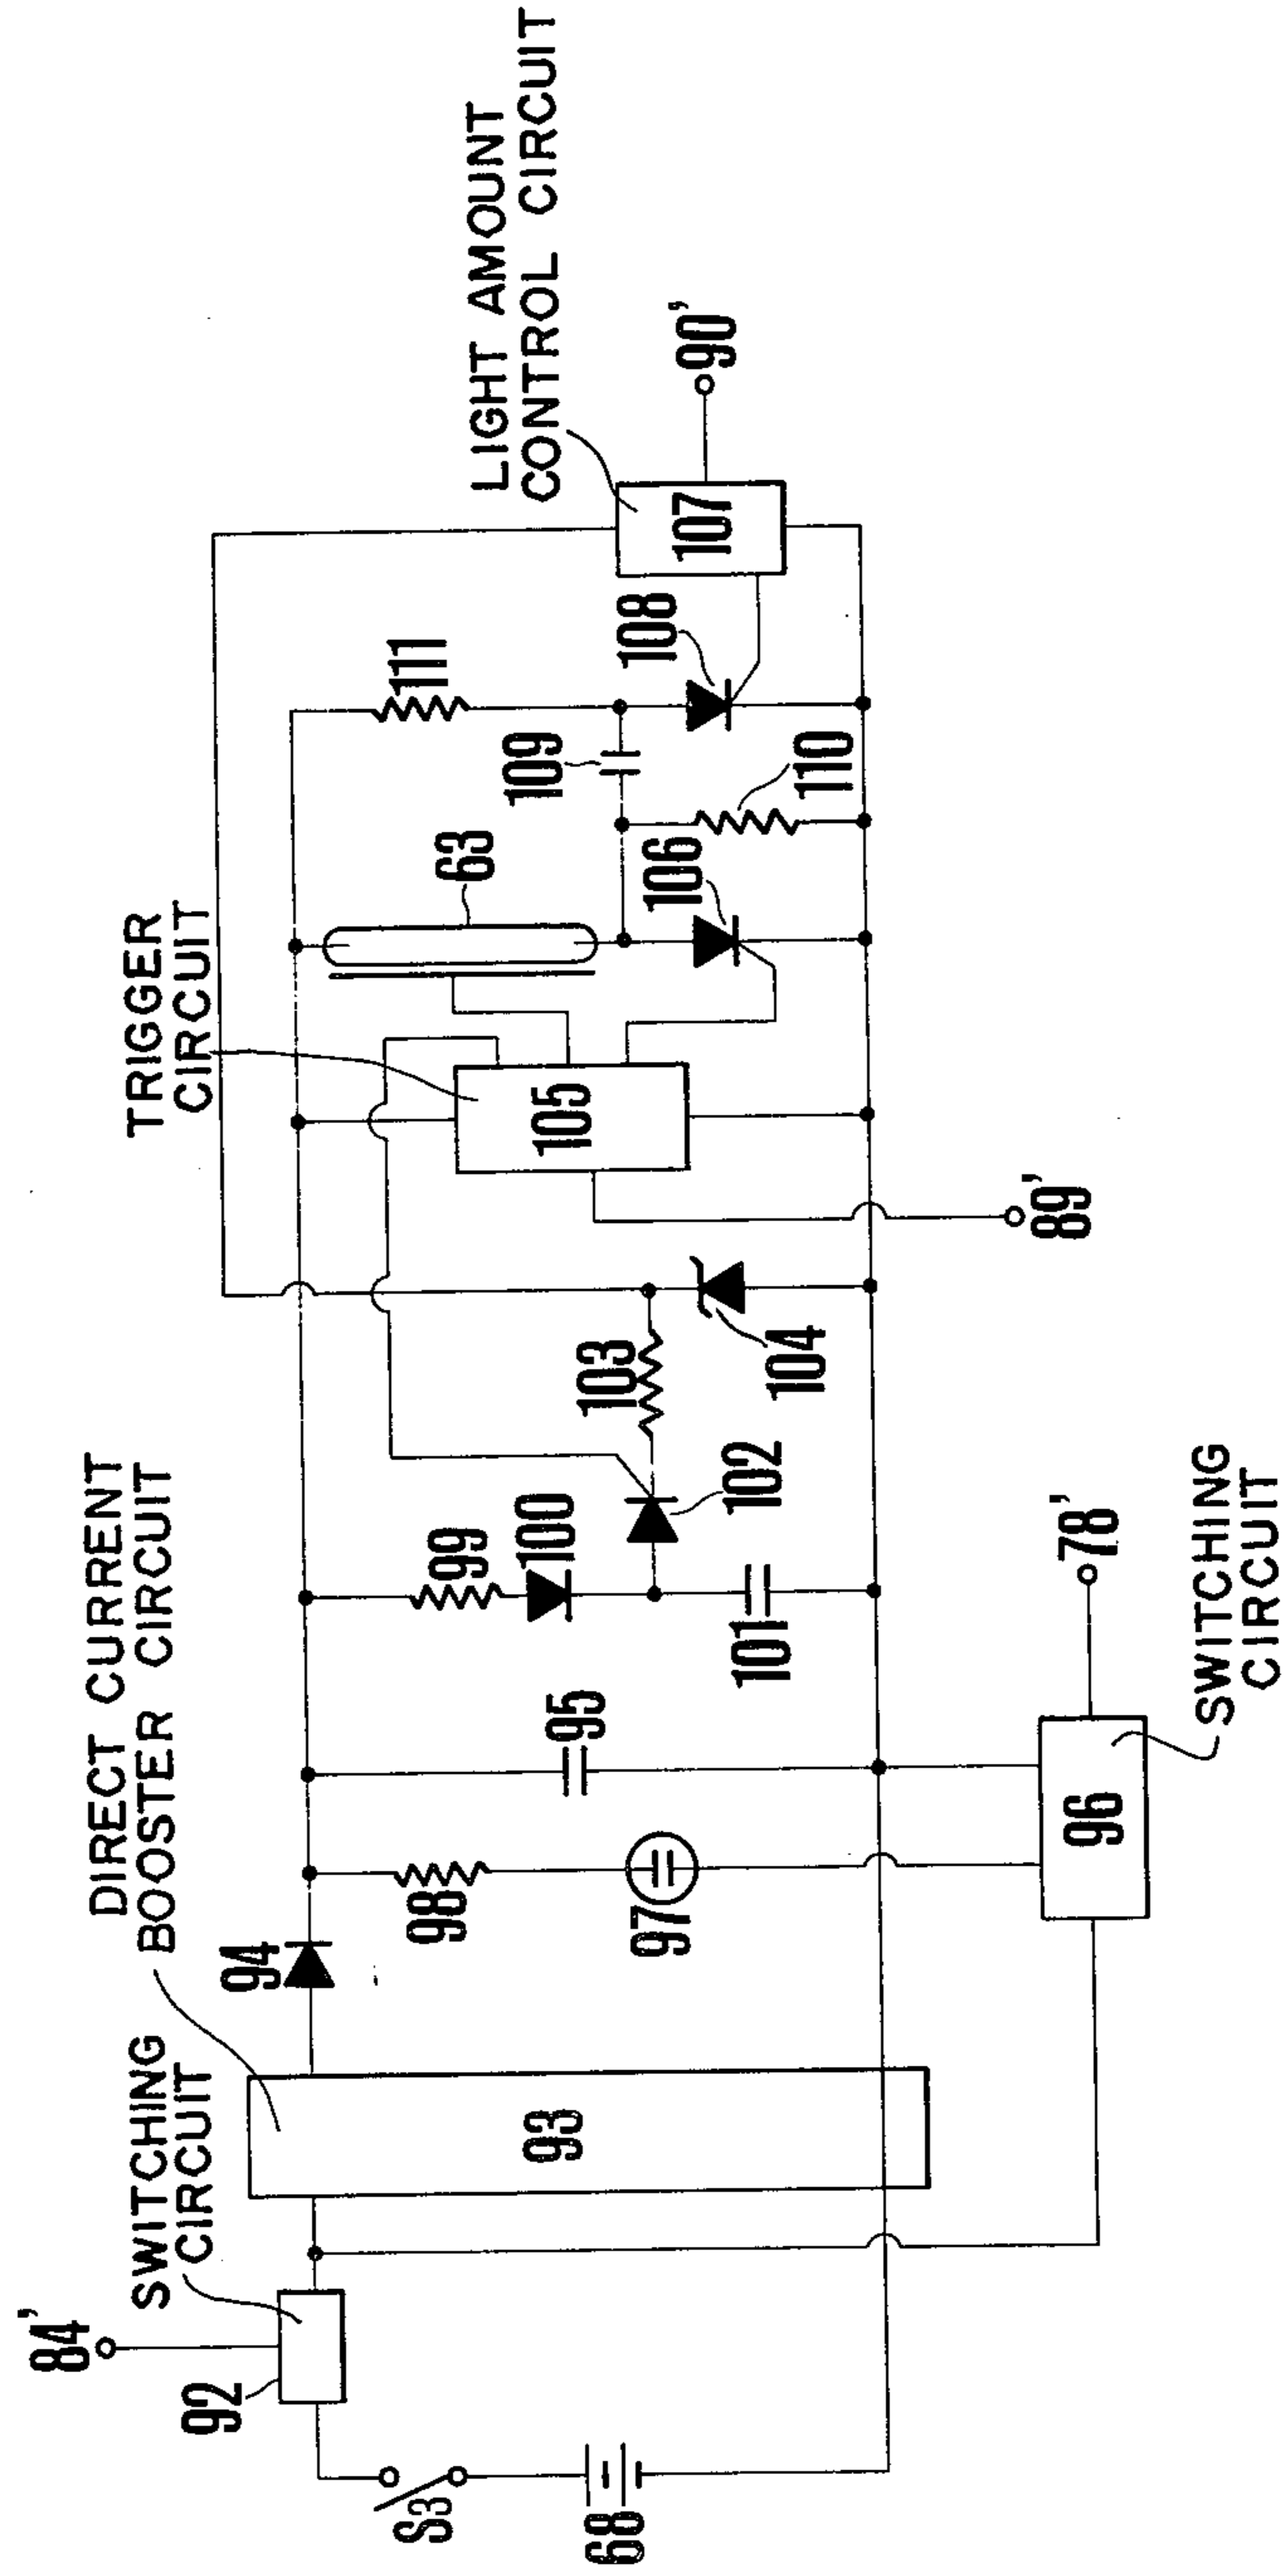 84'
SWITCHING
CIRCUIT
92
S3
68
DIRECT CURRENT
BOOSTER CIRCUIT
93
94
98
97
95
96
SWITCHING
CIRCUIT
78'
99
100
101
102
103
104
89'
TRIGGER
CIRCUIT
105
63
106
109
110
111
108
107
LIGHT AMOUNT
CONTROL CIRCUIT
90'